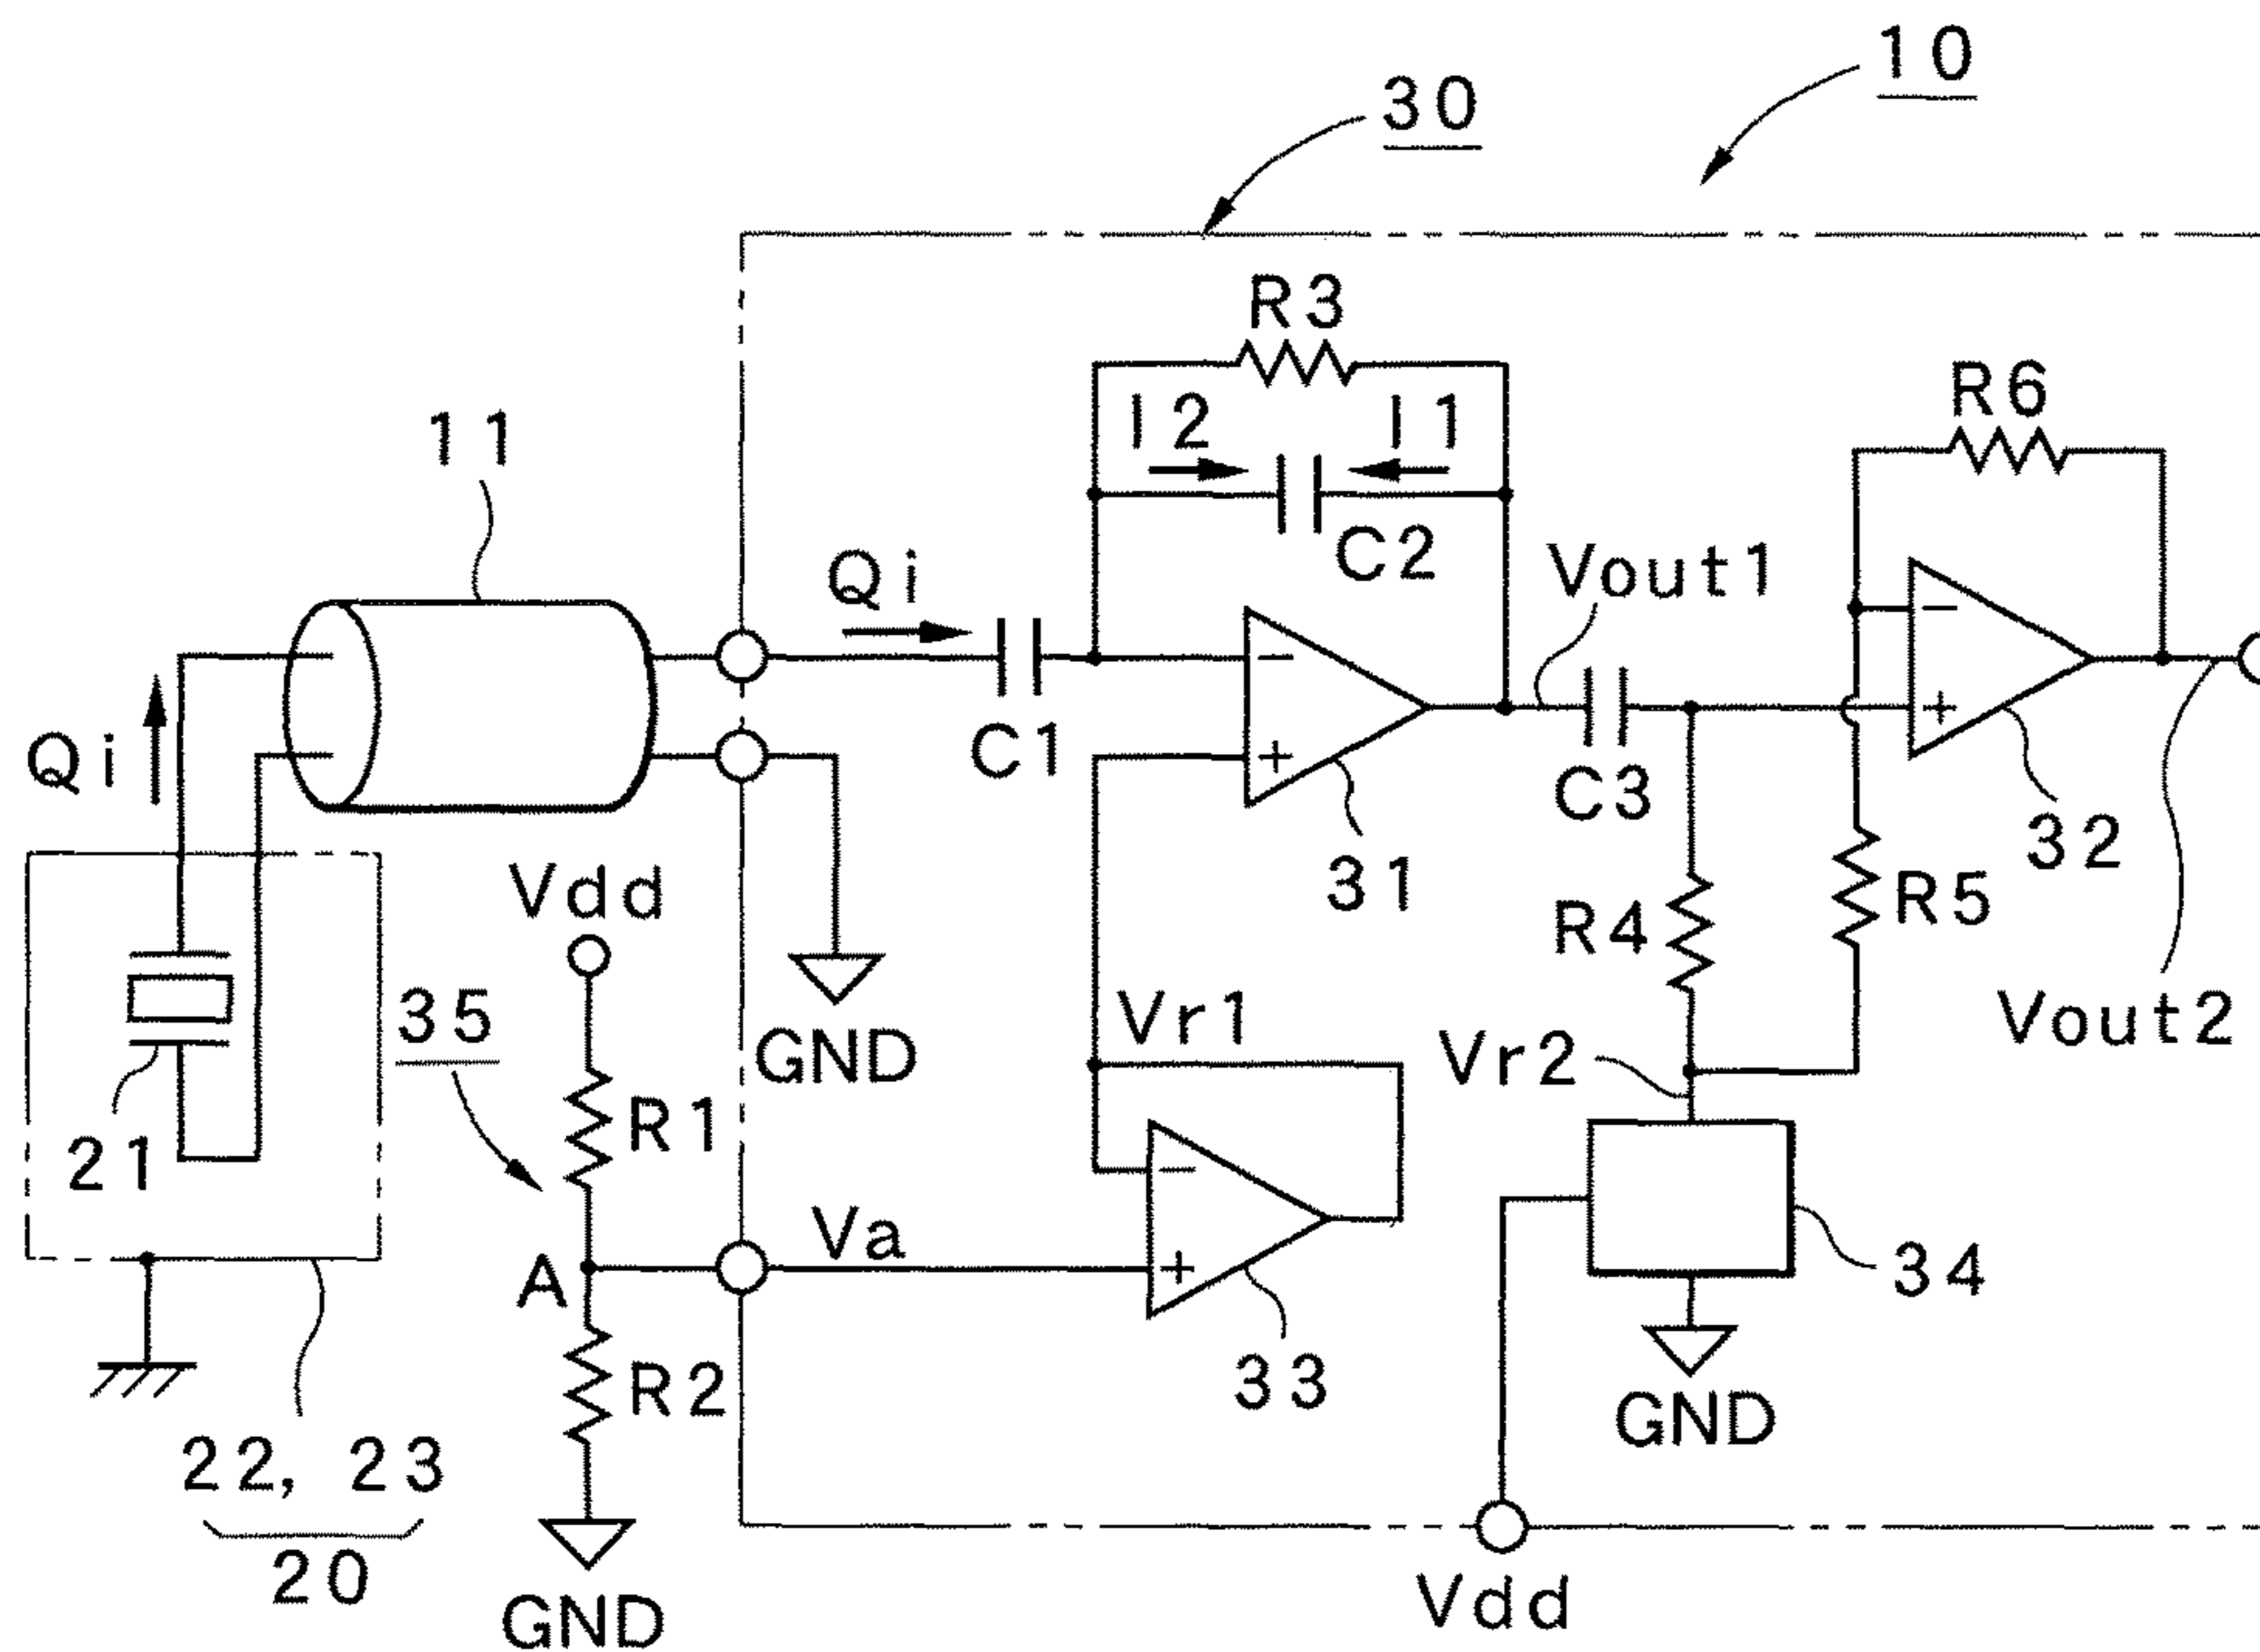 10
30
R3
I2
I1
R6
11
C2
Qi
Vout1
C1
Qi
C3
32
31
Vdd
R4
R5
35
Vr1
Vout2
GND
Vr2
R1
21
Va
A
34
33
R2
GND
22, 23
20
Vdd
GND